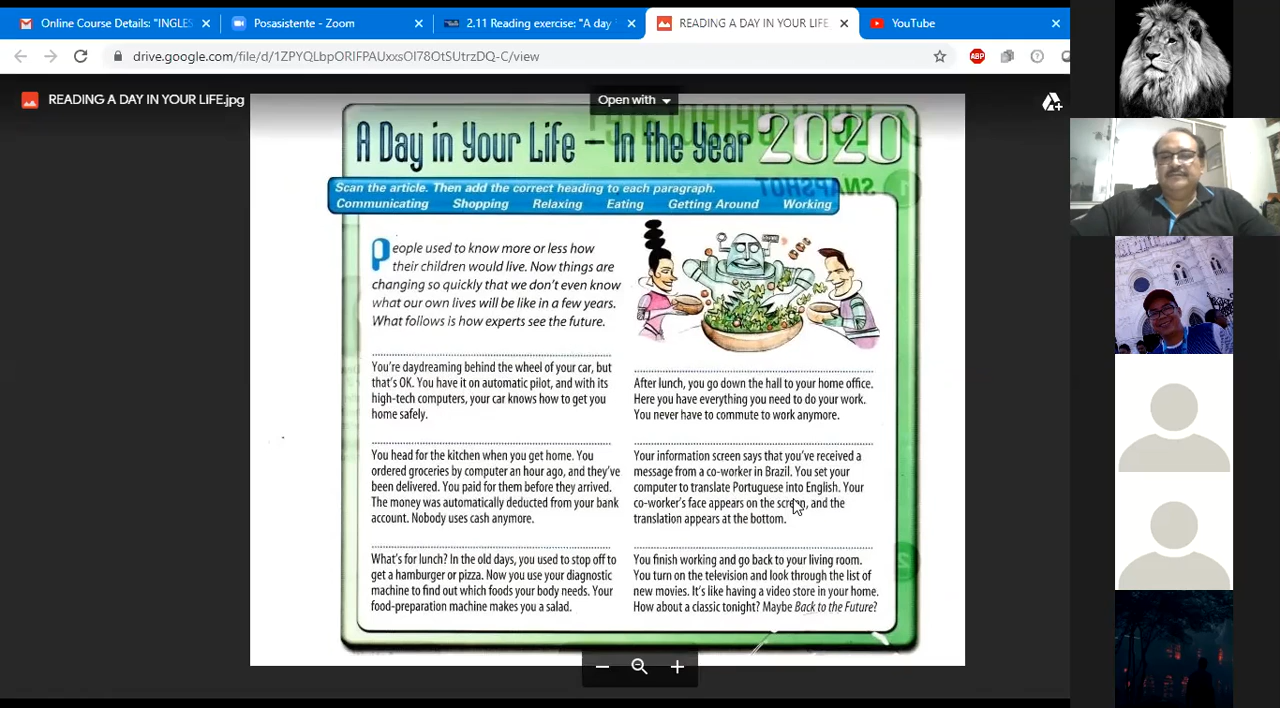 Online Course Details: "INGLES
Posasistente - Zoom
2.11 Reading exercise: "A day
READING A DAY IN YOUR LIFE
YouTube
drive.google.com/file/d/1ZPYQLbpORIFPAUxxsOl78OtSUtrzDQ-C/view
ABP
READING A DAY IN YOUR LIFE.jpg
Open with
A Day in Your Life – In the Year 2020
Scan the article. Then add the correct heading to each paragraph.
Communicating Shopping Relaxing Eating Getting Around Working
SNAPSHOT
1
People used to know more or less how
their children would live. Now things are
changing so quickly that we don't even know
what our own lives will be like in a few years.
What follows is how experts see the future.
You're daydreaming behind the wheel of your car, but
that's OK. You have it on automatic pilot, and with its
high-tech computers, your car knows how to get you
home safely.
You head for the kitchen when you get home. You
ordered groceries by computer an hour ago, and they've
been delivered. You paid for them before they arrived.
The money was automatically deducted from your bank
account. Nobody uses cash anymore.
What's for lunch? In the old days, you used to stop off to
get a hamburger or pizza. Now you use your diagnostic
machine to find out which foods your body needs. Your
food-preparation machine makes you a salad.
After lunch, you go down the hall to your home office.
Here you have everything you need to do your work.
You never have to commute to work anymore.
Your information screen says that you've received a
message from a co-worker in Brazil. You set your
computer to translate Portuguese into English. Your
co-worker's face appears on the screen, and the
translation appears at the bottom.
You finish working and go back to your living room.
You turn on the television and look through the list of
new movies. It's like having a video store in your home.
How about a classic tonight? Maybe Back to the Future?
2